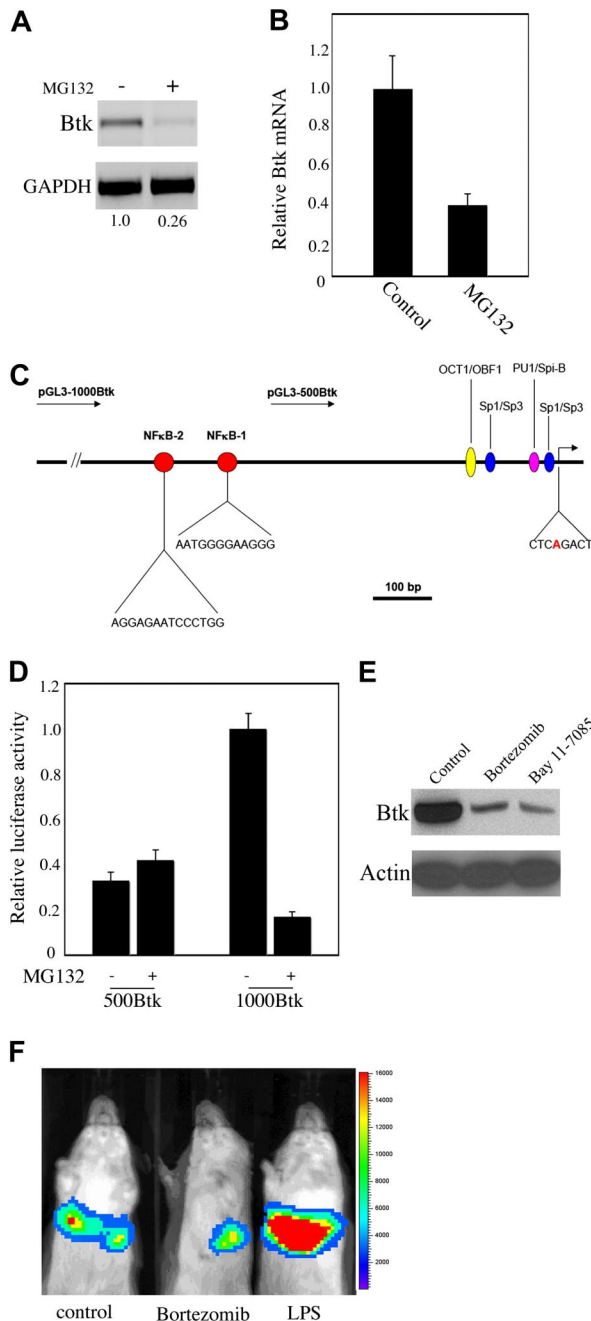 A
MG132 - +
Btk
GAPDH
1.0 0.26
B
Relative Btk mRNA
1.2
1.0
0.8
0.6
0.4
0.2
0
Control
MG132
C
OCT1/OBF1
PU1/Spi-B
pGL3-1000Btk
pGL3-500Btk
Sp1/Sp3
Sp1/Sp3
NFκB-2
NFκB-1
//
AATGGGGAAGGG
CTCAGACT
AGGAGAATCCCTGG
100 bp
D
Relative luciferase activity
1.2
1.0
0.8
0.6
0.4
0.2
0
MG132 - + - +
500Btk 1000Btk
E
Control
Bortezomib
Bay 11-7085
Btk
Actin
F
16000
14000
12000
10000
8000
6000
4000
2000
control Bortezomib LPS